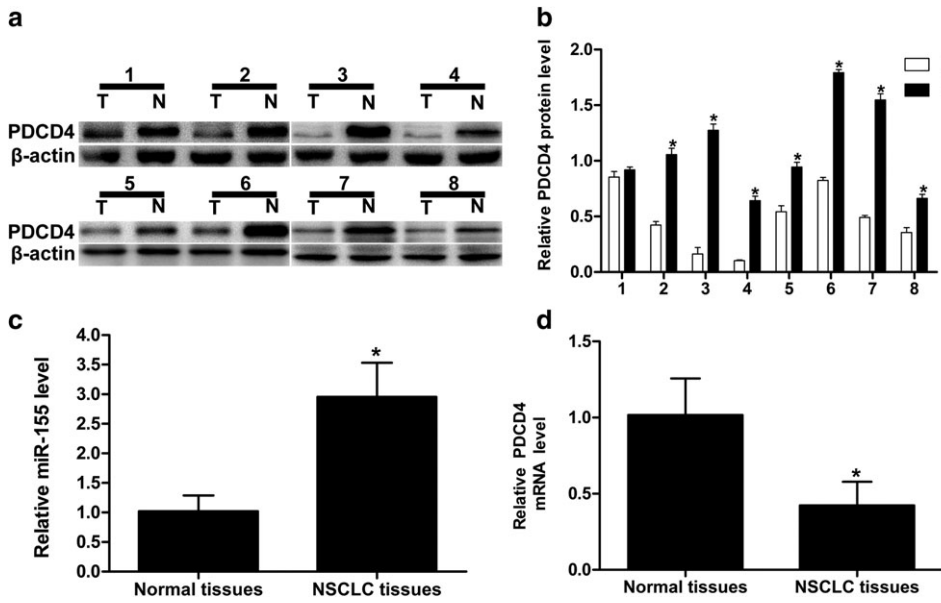 a
1 2 3 4
T N T N T N T N
PDCD4
β-actin
5 6 7 8
T N T N T N T N
PDCD4
β-actin
b
Relative PDCD4 protein level
2.0
1.5
1.0
0.5
0.0
* * * * * * *
1 2 3 4 5 6 7 8
c
Relative miR-155 level
4.0
3.5
3.0
2.5
2.0
1.5
1.0
0.5
0.0
*
Normal tissues NSCLC tissues
d
Relative PDCD4
mRNA level
1.5
1.0
0.5
0.0
*
Normal tissues NSCLC tissues